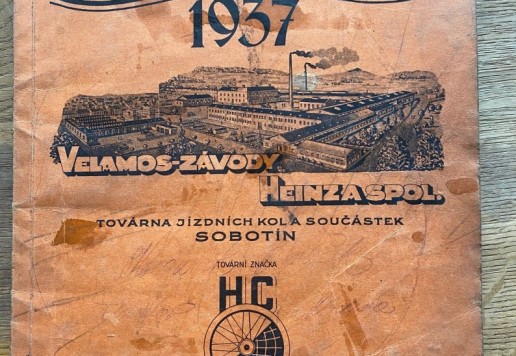 1937
VELAMOS-ZÁVODY
HEINZ A SPOL.
TOVÁRNA JÍZDNÍCH KOL A SOUČÁSTEK
SOBOTÍN
TOVÁRNÍ ZNAČKA
HC